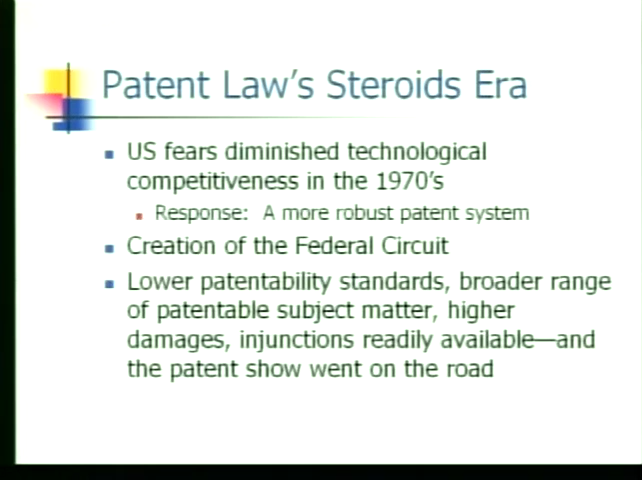 Patent Law's Steroids Era
US fears diminished technological
competitiveness in the 1970's
Response: A more robust patent system
Creation of the Federal Circuit
Lower patentability standards, broader range
of patentable subject matter, higher
damages, injunctions readily available—and
the patent show went on the road